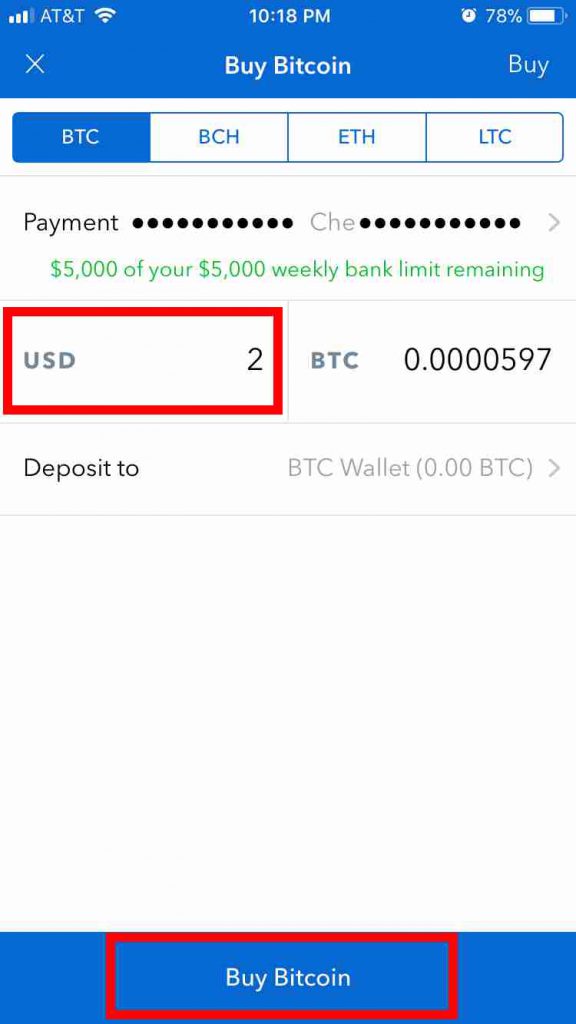 AT&T 10:18 PM 78%
Buy Bitcoin Buy
BTC BCH ETH LTC
Payment ●●●●●●●●●●● Che●●●●●●●●●●●
$5,000 of your $5,000 weekly bank limit remaining
USD 2 BTC 0.0000597
Deposit to BTC Wallet (0.00 BTC)
Buy Bitcoin